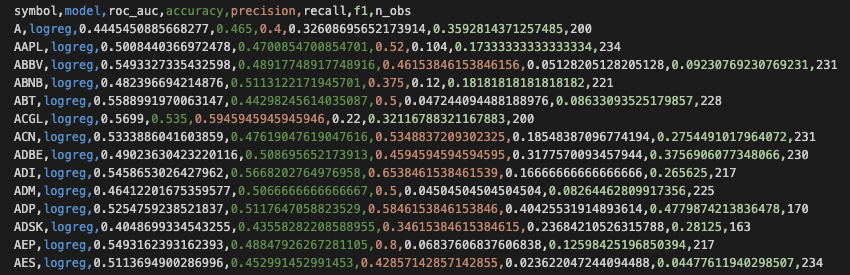 symbol,model,roc_auc,accuracy,precision,recall,f1,n_obs
A,logreg,0.4445450885668277,0.465,0.4,0.32608695652173914,0.3592814371257485,200
AAPL,logreg,0.5008440366972478,0.4700854700854701,0.52,0.104,0.17333333333333334,234
ABBV,logreg,0.5493327335432598,0.48917748917748916,0.46153846153846156,0.05128205128205128,0.09230769230769231,231
ABNB,logreg,0.482396694214876,0.5113122171945701,0.375,0.12,0.18181818181818182,221
ABT,logreg,0.5588991970063147,0.44298245614035087,0.5,0.047244094488188976,0.08633093525179857,228
ACGL,logreg,0.5699,0.535,0.5945945945945946,0.22,0.32116788321167883,200
ACN,logreg,0.5333886041603859,0.47619047619047616,0.5348837209302325,0.18548387096774194,0.2754491017964072,231
ADBE,logreg,0.49023630423220116,0.508695652173913,0.4594594594594595,0.3177570093457944,0.3756906077348066,230
ADI,logreg,0.5458653026427962,0.5668202764976958,0.6538461538461539,0.16666666666666666,0.265625,217
ADM,logreg,0.46412201675359577,0.5066666666666667,0.5,0.04504504504504504,0.08264462809917356,225
ADP,logreg,0.5254759238521837,0.5117647058823529,0.5846153846153846,0.40425531914893614,0.4779874213836478,170
ADSK,logreg,0.4048699334543255,0.43558282208588955,0.34615384615384615,0.23684210526315788,0.28125,163
AEP,logreg,0.5493162393162393,0.48847926267281105,0.8,0.06837606837606838,0.12598425196850394,217
AES,logreg,0.5113694900286996,0.452991452991453,0.42857142857142855,0.023622047244094488,0.04477611940298507,234